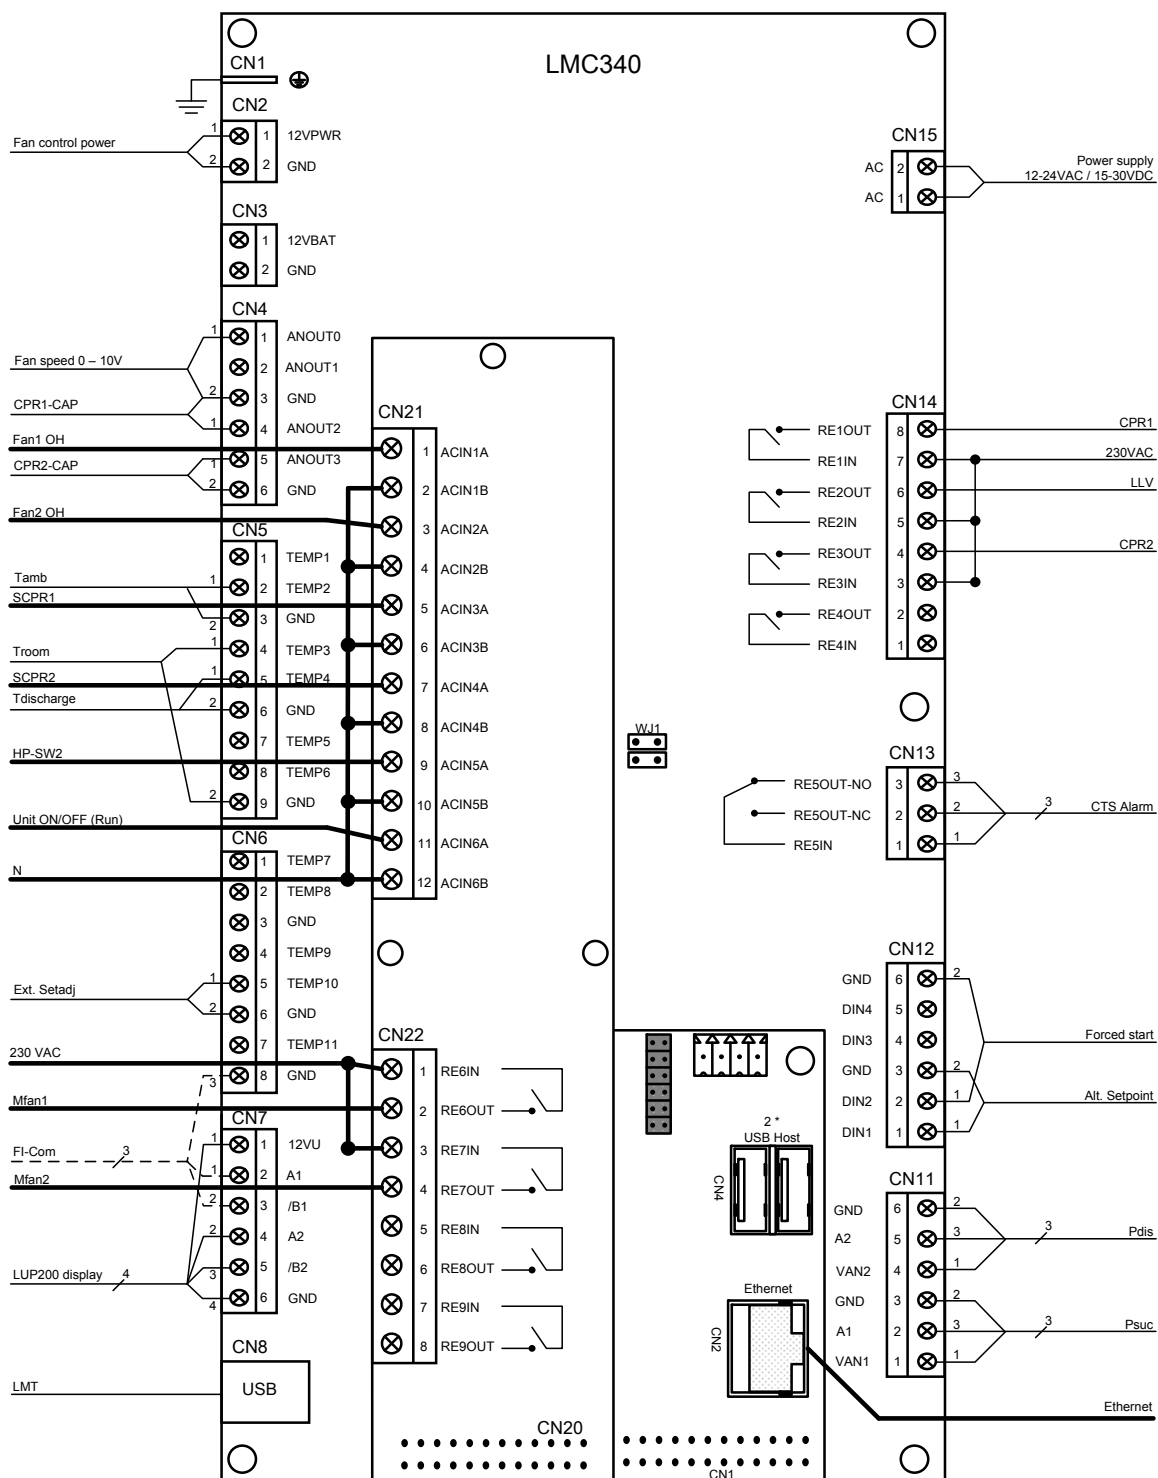 LMC340
CN1
CN2
Fan control power
1
2
1 12VPWR
2 GND
CN3
1 12VBAT
2 GND
CN4
Fan speed 0 – 10V
CPR1-CAP
Fan1 OH
CPR2-CAP
Fan2 OH
1
2
1
1
2
1 ANOUT0
2 ANOUT1
3 GND
4 ANOUT2
5 ANOUT3
6 GND
CN5
Tamb
SCPR1
Troom
SCPR2
Tdischarge
HP-SW2
Unit ON/OFF (Run)
1
2
1
1
2
2
1 TEMP1
2 TEMP2
3 GND
4 TEMP3
5 TEMP4
6 GND
7 TEMP5
8 TEMP6
9 GND
CN6
N
Ext. Setadj
230 VAC
1
2
3
1 TEMP7
2 TEMP8
3 GND
4 TEMP9
5 TEMP10
6 GND
7 TEMP11
8 GND
CN7
Mfan1
FI-Com 3
Mfan2
LUP200 display 4
1
1
2
2
3
4
1 12VU
2 A1
3 /B1
4 A2
5 /B2
6 GND
CN8
LMT
USB
CN21
1 ACIN1A
2 ACIN1B
3 ACIN2A
4 ACIN2B
5 ACIN3A
6 ACIN3B
7 ACIN4A
8 ACIN4B
9 ACIN5A
10 ACIN5B
11 ACIN6A
12 ACIN6B
CN22
1 RE6IN
2 RE6OUT
3 RE7IN
4 RE7OUT
5 RE8IN
6 RE8OUT
7 RE9IN
8 RE9OUT
CN20
WJ1
2 *
USB Host
CN4
Ethernet
CN2
CN1
CN15
AC 2
AC 1
Power supply
12-24VAC / 15-30VDC
CN14
RE1OUT 8 CPR1
RE1IN 7 230VAC
RE2OUT 6 LLV
RE2IN 5
RE3OUT 4 CPR2
RE3IN 3
RE4OUT 2
RE4IN 1
CN13
RE5OUT-NO 3 3
RE5OUT-NC 2 2 3 CTS Alarm
RE5IN 1 1
CN12
GND 6 2
DIN4 5
DIN3 4 Forced start
GND 3 2
DIN2 2 1 Alt. Setpoint
DIN1 1 1
CN11
GND 6 2
A2 5 3 3 Pdis
VAN2 4 1
GND 3 2
A1 2 3 3 Psuc
VAN1 1 1
Ethernet